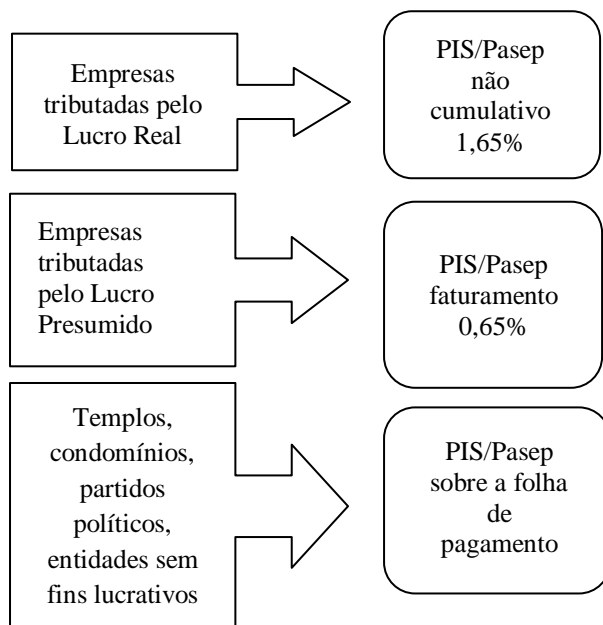 Empresas
tributadas pelo
Lucro Real
PIS/Pasep
não
cumulativo
1,65%
Empresas
tributadas
pelo Lucro
Presumido
PIS/Pasep
faturamento
0,65%
Templos,
condomínios,
partidos
políticos,
entidades sem
fins lucrativos
PIS/Pasep
sobre a folha
de
pagamento